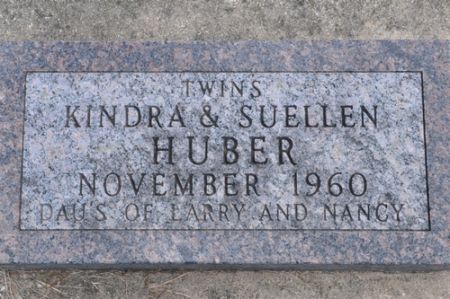 TWINS
KINDRA & SUELLEN
HUBER
NOVEMBER 1960
DAU'S OF LARRY AND NANCY